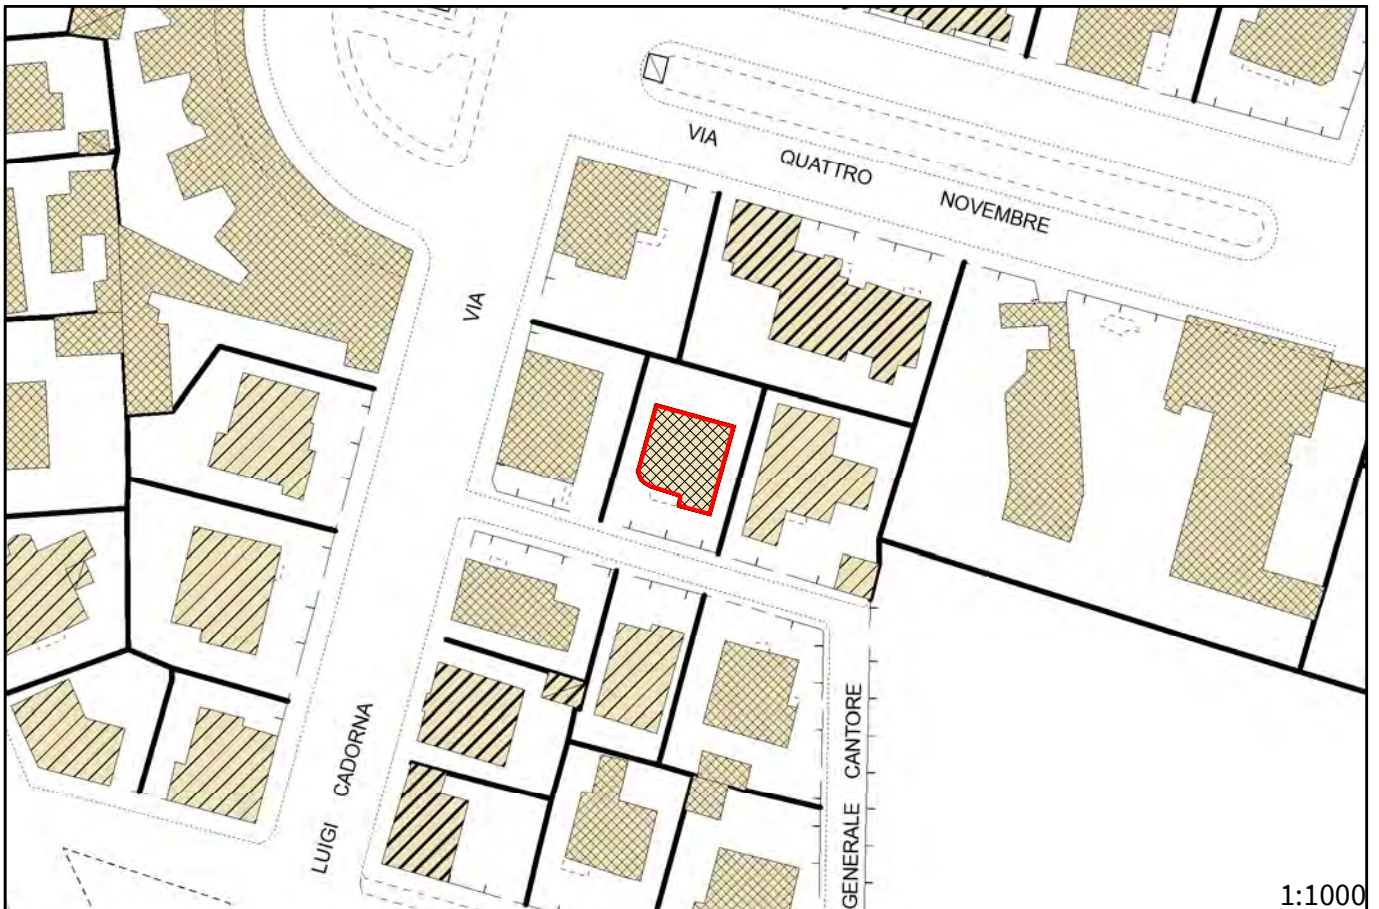 VIA QUATTRO NOVEMBRE
VIA
LUIGI CADORNA
GENERALE CANTORE
1:1000